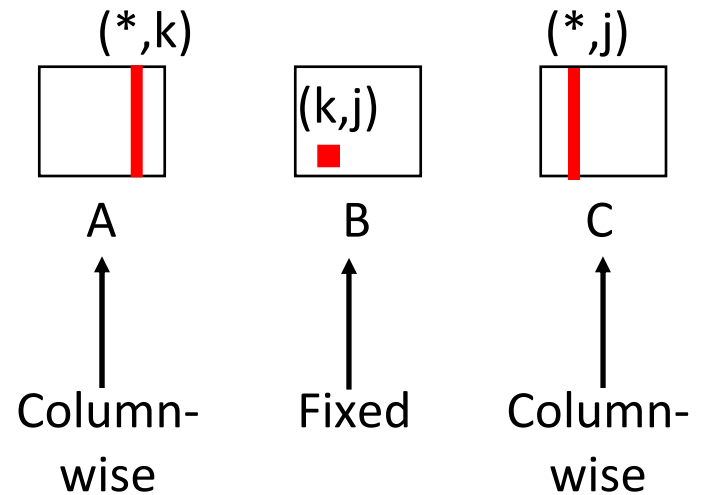 (*,k)
(*,j)
(k,j)
A
B
C
Column-
wise
Fixed
Column-
wise